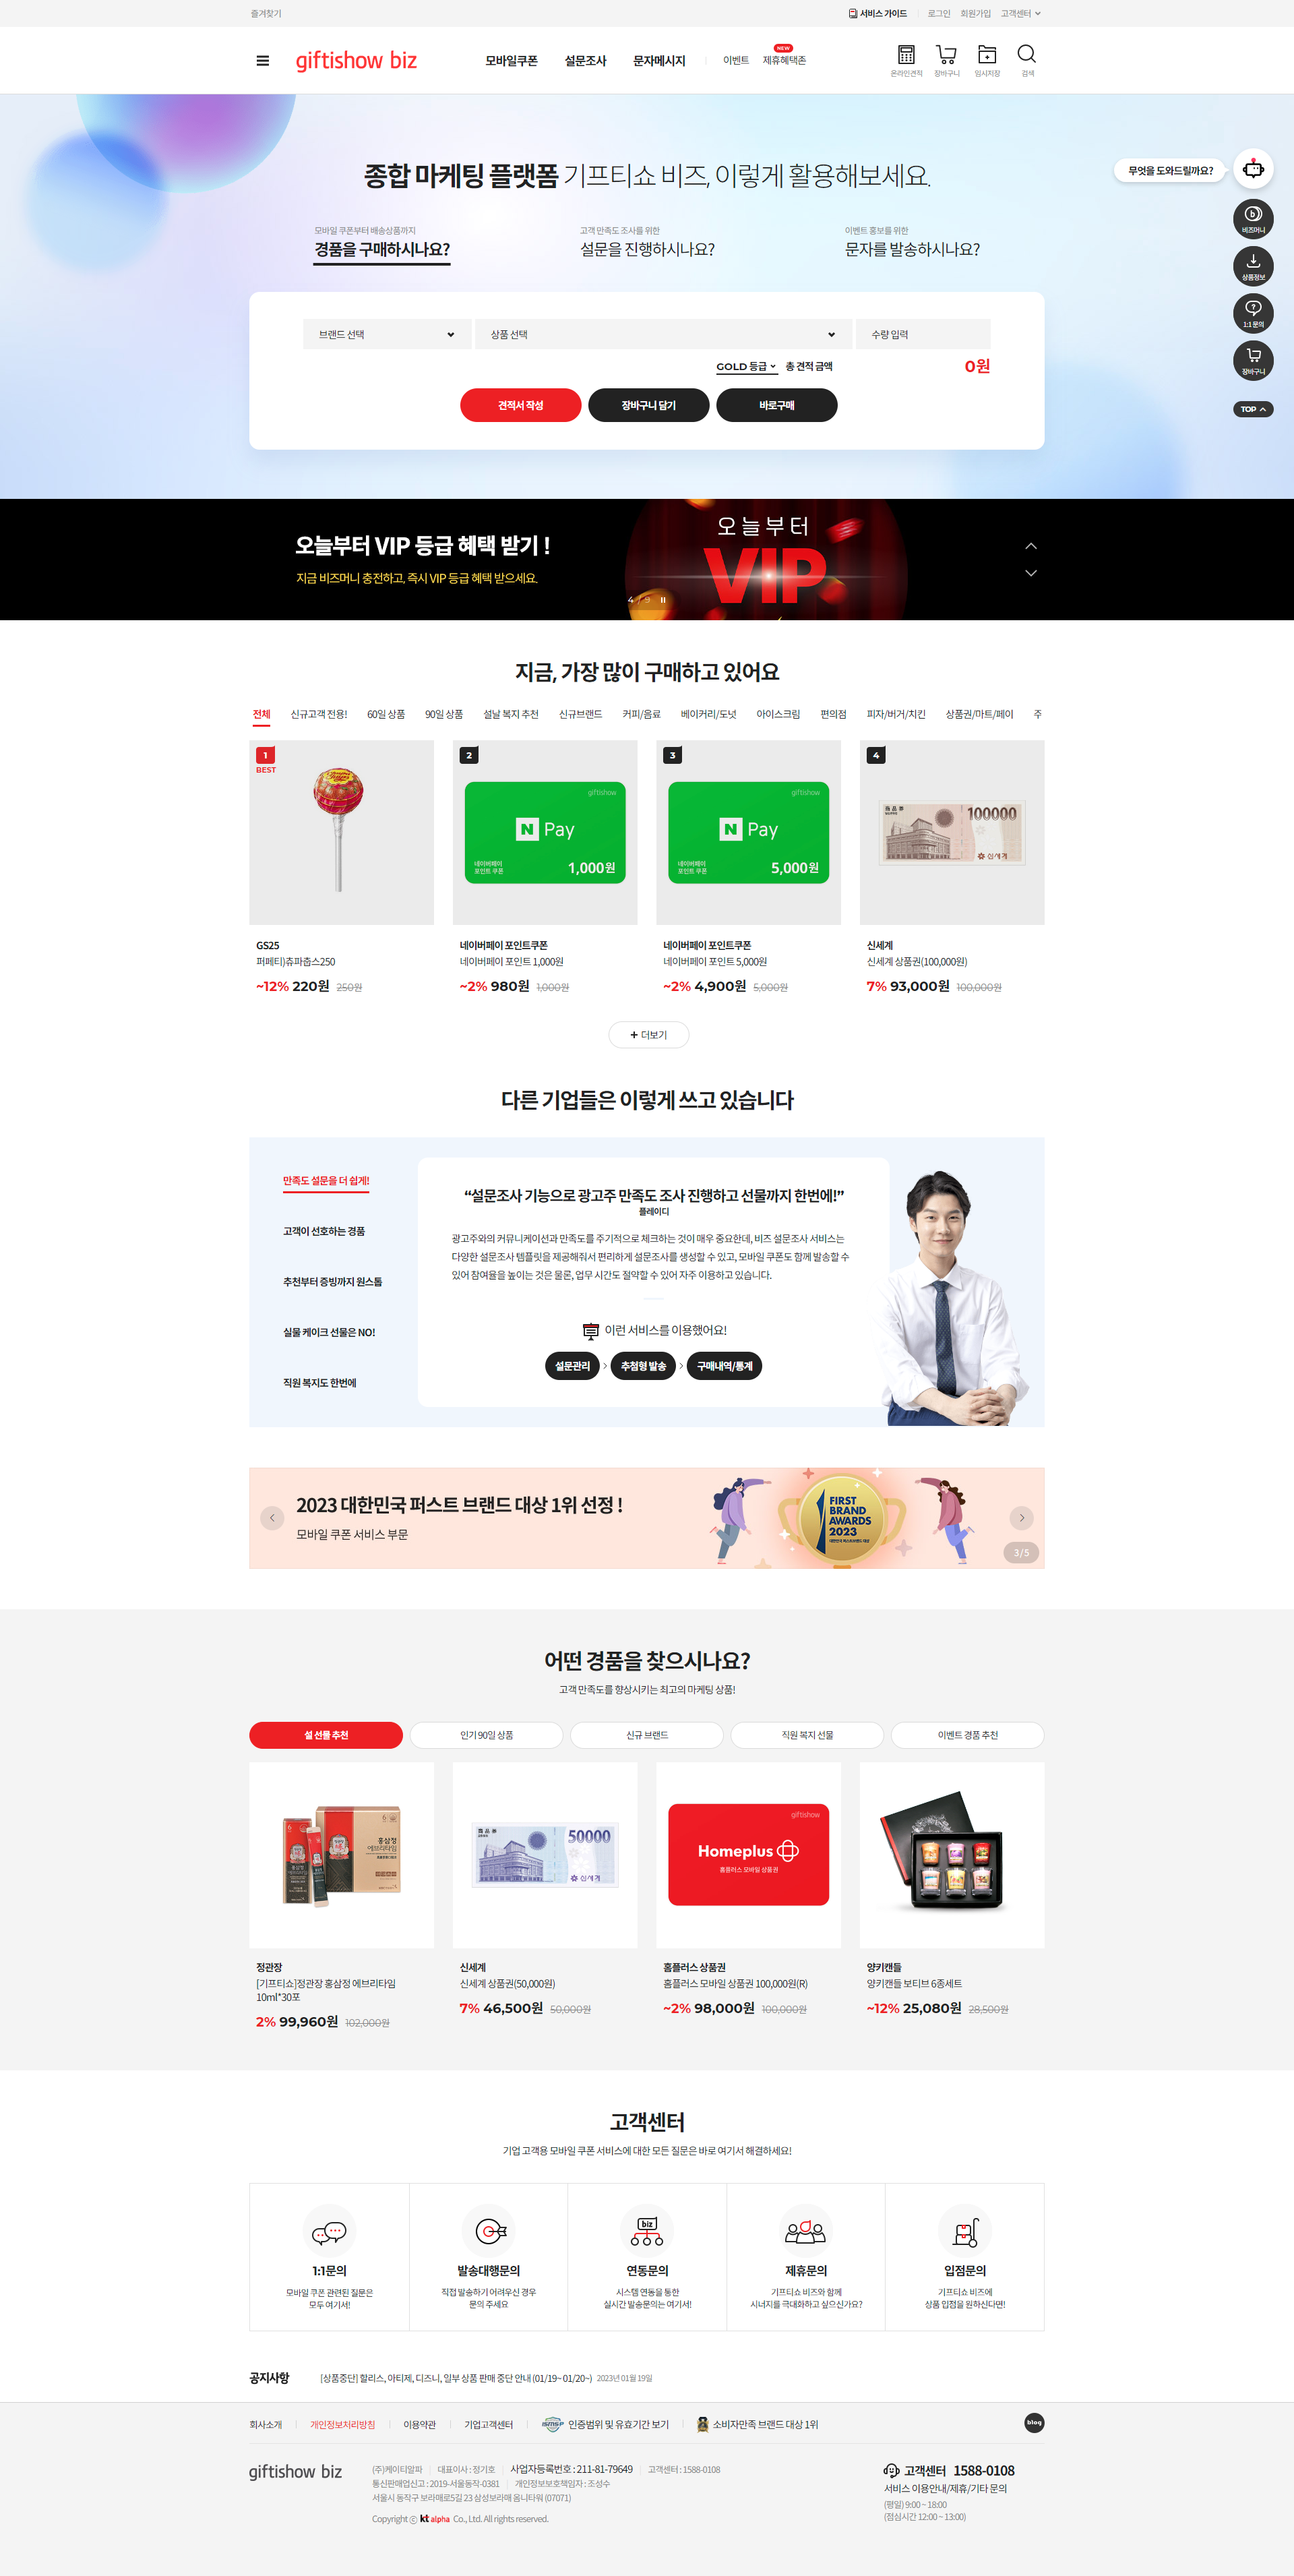 즐겨찾기
서비스 가이드
로그인
회원가입
고객센터
giftishow biz
모바일쿠폰
설문조사
문자메시지
이벤트
NEW
제휴혜택존
온라인견적
장바구니
임시저장
검색
종합 마케팅 플랫폼 기프티쇼 비즈, 이렇게 활용해보세요.
무엇을 도와드릴까요?
비즈머니
상품정보
1:1 문의
장바구니
TOP
모바일 쿠폰부터 배송상품까지
경품을 구매하시나요?
고객 만족도 조사를 위한
설문을 진행하시나요?
이벤트 홍보를 위한
문자를 발송하시나요?
브랜드 선택
상품 선택
수량 입력
GOLD 등급
총 견적 금액
0원
견적서 작성
장바구니 담기
바로구매
오늘부터 VIP 등급 혜택 받기 !
지금 비즈머니 충전하고, 즉시 VIP 등급 혜택 받으세요.
오늘부터
VIP
4 / 9
지금, 가장 많이 구매하고 있어요
전체
신규고객 전용!
60일 상품
90일 상품
설날 복지 추천
신규브랜드
커피/음료
베이커리/도넛
아이스크림
편의점
피자/버거/치킨
상품권/마트/페이
주
1
BEST
2
giftishow
N Pay
네이버페이
포인트 쿠폰
1,000원
3
giftishow
N Pay
네이버페이
포인트 쿠폰
5,000원
4
100000
신세계
GS25
퍼페티)츄파춥스250
~12% 220원 250원
네이버페이 포인트쿠폰
네이버페이 포인트 1,000원
~2% 980원 1,000원
네이버페이 포인트쿠폰
네이버페이 포인트 5,000원
~2% 4,900원 5,000원
신세계
신세계 상품권(100,000원)
7% 93,000원 100,000원
+ 더보기
다른 기업들은 이렇게 쓰고 있습니다
만족도 설문을 더 쉽게!
고객이 선호하는 경품
추천부터 증빙까지 원스톱
실물 케이크 선물은 NO!
직원 복지도 한번에
“설문조사 기능으로 광고주 만족도 조사 진행하고 선물까지 한번에!”
플레이디
광고주와의 커뮤니케이션과 만족도를 주기적으로 체크하는 것이 매우 중요한데, 비즈 설문조사 서비스는
다양한 설문조사 템플릿을 제공해줘서 편리하게 설문조사를 생성할 수 있고, 모바일 쿠폰도 함께 발송할 수
있어 참여율을 높이는 것은 물론, 업무 시간도 절약할 수 있어 자주 이용하고 있습니다.
이런 서비스를 이용했어요!
설문관리 > 추첨형 발송 > 구매내역/통계
2023 대한민국 퍼스트 브랜드 대상 1위 선정 !
모바일 쿠폰 서비스 부문
FIRST
BRAND
AWARDS
2023
대한민국 퍼스트브랜드 대상
3 / 5
어떤 경품을 찾으시나요?
고객 만족도를 향상시키는 최고의 마케팅 상품!
설 선물 추천
인기 90일 상품
신규 브랜드
직원 복지 선물
이벤트 경품 추천
홍삼정
에브리타임
50000
신세계
giftishow
Homeplus
홈플러스 모바일 상품권
정관장
[기프티쇼]정관장 홍삼정 에브리타임
10ml*30포
2% 99,960원 102,000원
신세계
신세계 상품권(50,000원)
7% 46,500원 50,000원
홈플러스 상품권
홈플러스 모바일 상품권 100,000원(R)
~2% 98,000원 100,000원
양키캔들
양키캔들 보티브 6종세트
~12% 25,080원 28,500원
고객센터
기업 고객용 모바일 쿠폰 서비스에 대한 모든 질문은 바로 여기서 해결하세요!
1:1문의
모바일 쿠폰 관련된 질문은
모두 여기서!
발송대행문의
직접 발송하기 어려우신 경우
문의 주세요
biz
연동문의
시스템 연동을 통한
실시간 발송문의는 여기서!
제휴문의
기프티쇼 비즈와 함께
시너지를 극대화하고 싶으신가요?
입점문의
기프티쇼 비즈에
상품 입점을 원하신다면!
공지사항
[상품중단] 할리스, 아티제, 디즈니, 일부 상품 판매 중단 안내 (01/19~ 01/20~) 2023년 01월 19일
회사소개
개인정보처리방침
이용약관
기업고객센터
ISMS-P
인증범위 및 유효기간 보기
소비자만족 브랜드 대상 1위
blog
giftishow biz
(주)케이티알파
대표이사 : 정기호
사업자등록번호 : 211-81-79649
고객센터 : 1588-0108
통신판매업신고 : 2019-서울동작-0381
개인정보보호책임자 : 조성수
서울시 동작구 보라매로5길 23 삼성보라매 옴니타워 (07071)
Copyright ⓒ kt alpha Co., Ltd. All rights reserved.
고객센터 1588-0108
서비스 이용안내/제휴/기타 문의
(평일) 9:00 ~ 18:00
(점심시간 12:00 ~ 13:00)